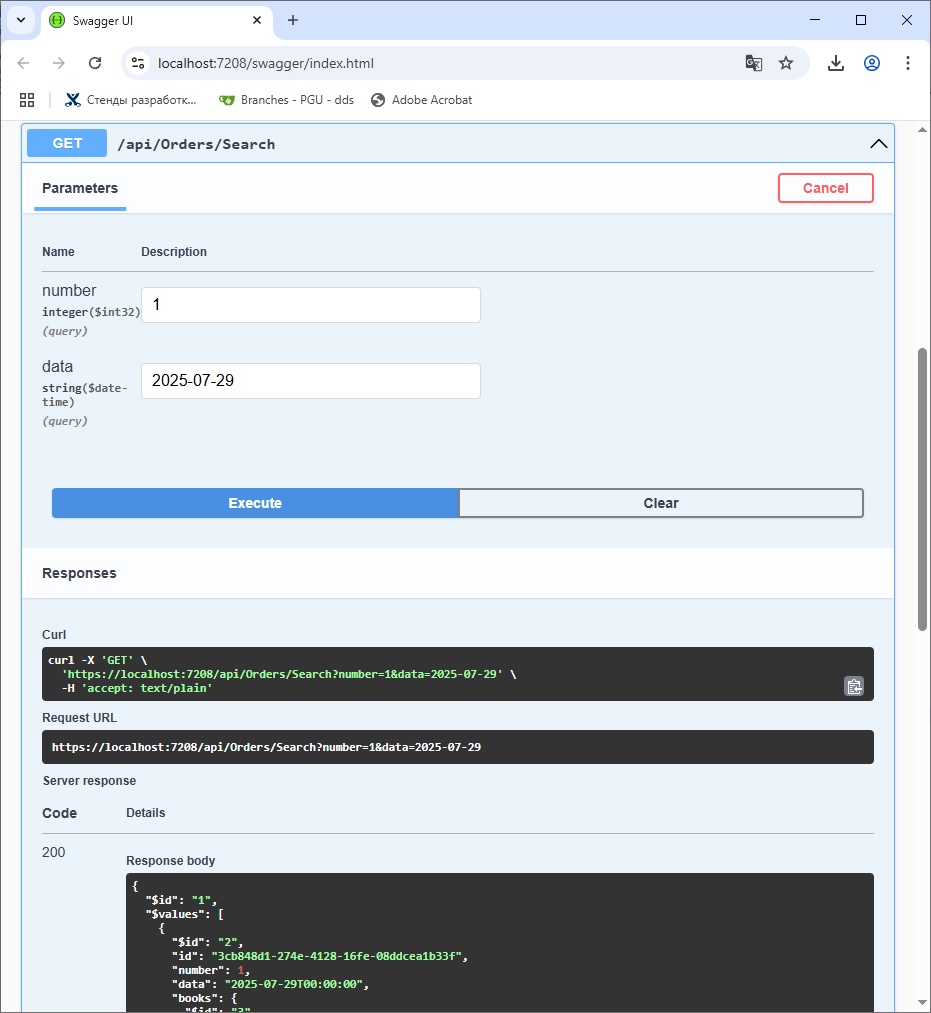 Swagger UI
localhost:7208/swagger/index.html
Стенды разработк...
Branches - PGU - dds
Adobe Acrobat
GET
/api/Orders/Search
Parameters
Cancel
Name
Description
number
integer($int32)
(query)
1
data
string($date-
time)
(query)
2025-07-29
Execute
Clear
Responses
Curl
curl -X 'GET' \
'https://localhost:7208/api/Orders/Search?number=1&data=2025-07-29' \
-H 'accept: text/plain'
Request URL
https://localhost:7208/api/Orders/Search?number=1&data=2025-07-29
Server response
Code
Details
200
Response body
{
"$id": "1",
"$values": [
{
"$id": "2",
"id": "3cb848d1-274e-4128-16fe-08ddcea1b33f",
"number": 1,
"data": "2025-07-29T00:00:00",
"books": {
"$id": "3"